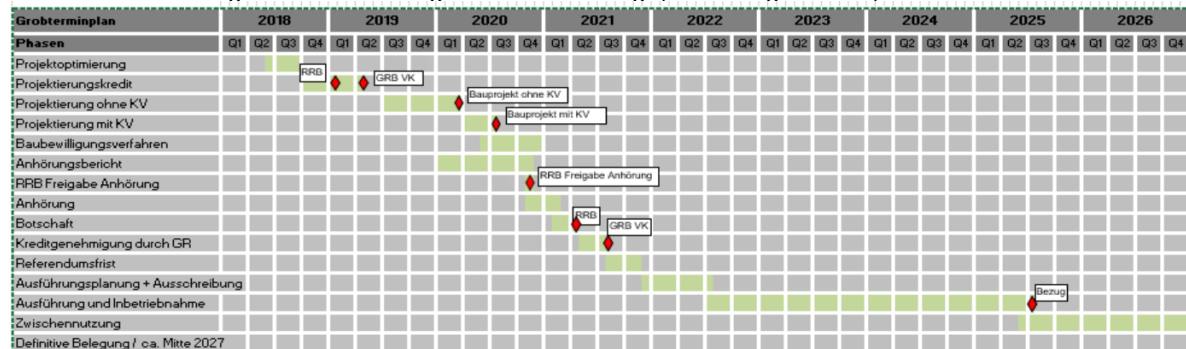 Grobterminplan 2018 2019 2020 2021 2022 2023 2024 2025 2026
Phasen Q1 Q2 Q3 Q4 Q1 Q2 Q3 Q4 Q1 Q2 Q3 Q4 Q1 Q2 Q3 Q4 Q1 Q2 Q3 Q4 Q1 Q2 Q3 Q4 Q1 Q2 Q3 Q4 Q1 Q2 Q3 Q4 Q1 Q2 Q3 Q4
Projektoptimierung
RRB
Projektierungskredit GRB VK
Projektierung ohne KV Bauprojekt ohne KV
Projektierung mit KV Bauprojekt mit KV
Baubewilligungsverfahren
Anhörungsbericht
RRB Freigabe Anhörung RRB Freigabe Anhörung
Anhörung
Botschaft RRB GRB VK
Kreditgenehmigung durch GR
Referendumsfrist
Ausführungsplanung + Ausschreibung
Ausführung und Inbetriebnahme Bezug
Zwischennutzung
Definitive Belegung / ca. Mitte 2027